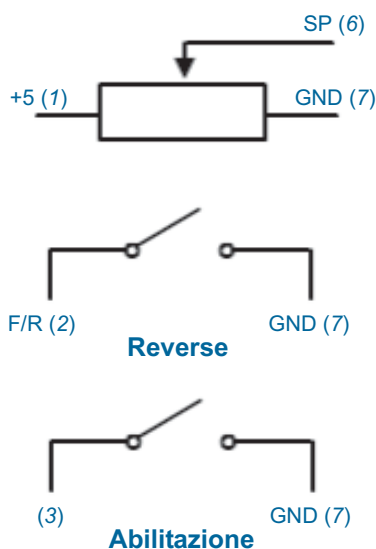 SP (6)
+5 (1) GND (7)
F/R (2) GND (7)
Reverse
(3) GND (7)
Abilitazione